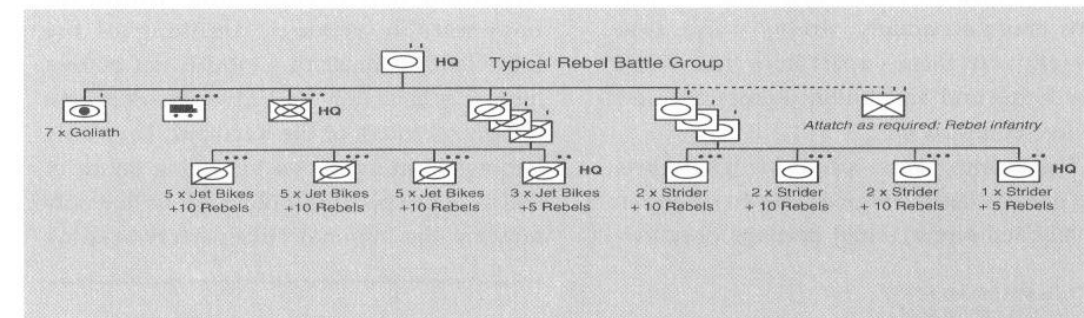 HQ
Typical Rebel Battle Group
7 x Goliath
HQ
Attatch as required: Rebel infantry
HQ
HQ
5 x Jet Bikes
+10 Rebels
5 x Jet Bikes
+10 Rebels
5 x Jet Bikes
+10 Rebels
3 x Jet Bikes
+5 Rebels
2 x Strider
+ 10 Rebels
2 x Strider
+ 10 Rebels
2 x Strider
+ 10 Rebels
1 x Strider
+ 5 Rebels